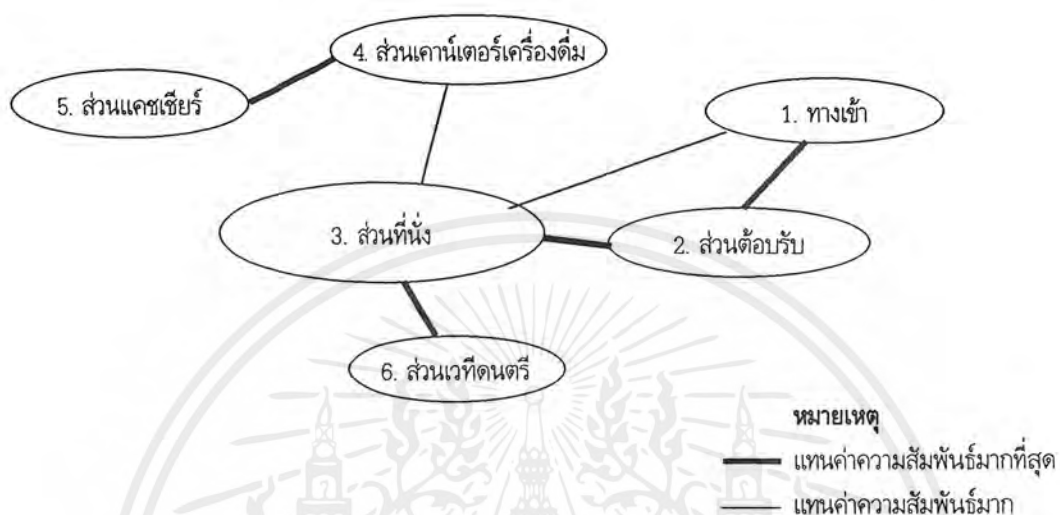 4. ส่วนเคาน์เตอร์เครื่องดื่ม
5. ส่วนแคชเชียร์
1. ทางเข้า
3. ส่วนที่นั่ง
2. ส่วนต้อบรับ
6. ส่วนเวทีดนตรี
หมายเหตุ
แทนค่าความสัมพันธ์มากที่สุด
แทนค่าความสัมพันธ์มาก